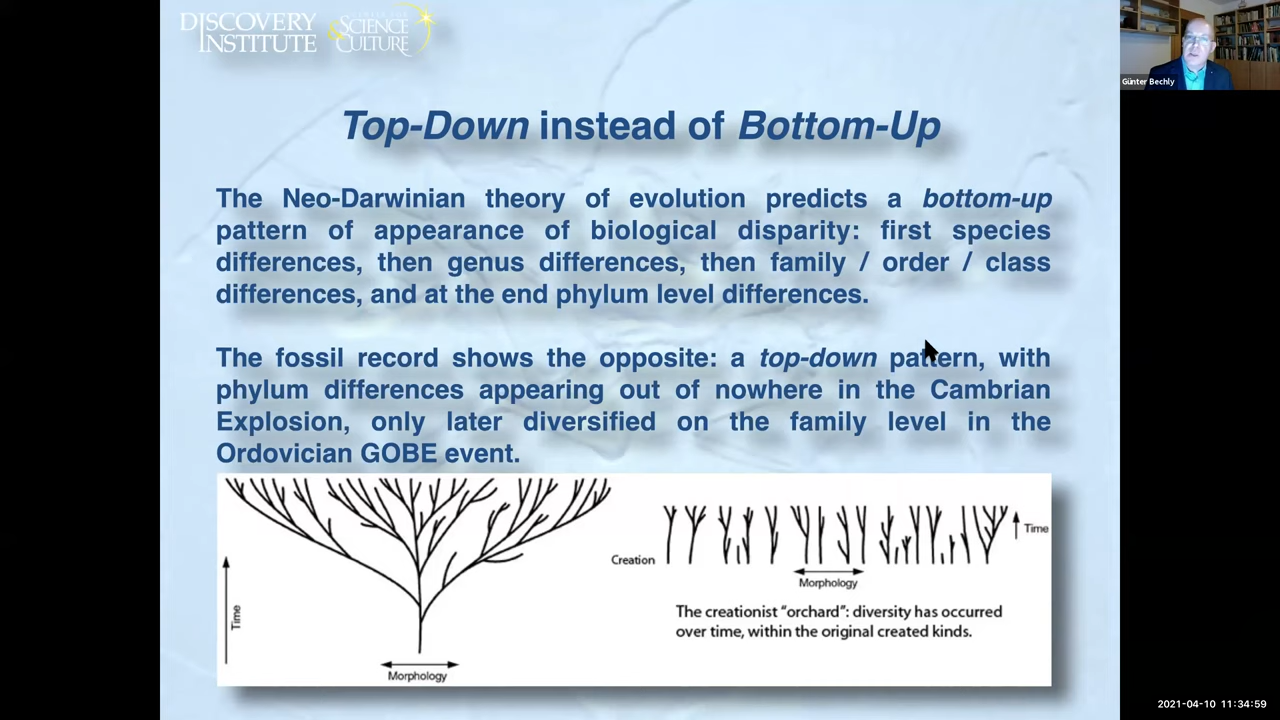 DISCOVERY
INSTITUTE
CENTER FOR
SCIENCE
&CULTURE
Günter Bechly
Top-Down instead of Bottom-Up
The Neo-Darwinian theory of evolution predicts a bottom-up
pattern of appearance of biological disparity: first species
differences, then genus differences, then family / order / class
differences, and at the end phylum level differences.
The fossil record shows the opposite: a top-down pattern, with
phylum differences appearing out of nowhere in the Cambrian
Explosion, only later diversified on the family level in the
Ordovician GOBE event.
Time
Morphology
Creation
Time
Morphology
The creationist “orchard”: diversity has occurred
over time, within the original created kinds.
2021-04-10 11:34:59